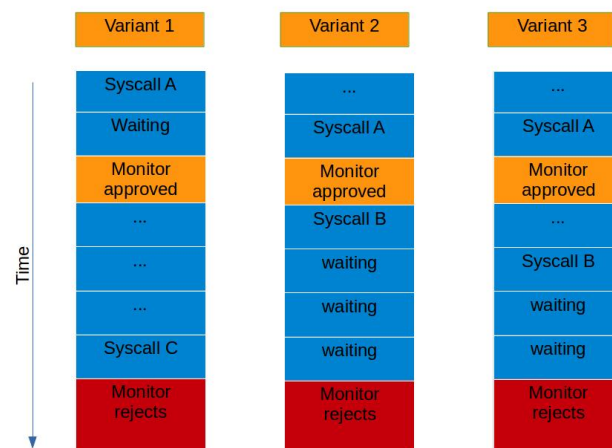 Variant 1
Variant 2
Variant 3
Time
Syscall A
Waiting
Monitor
approved
...
...
...
Syscall C
Monitor
rejects
...
Syscall A
Monitor
approved
Syscall B
waiting
waiting
waiting
Monitor
rejects
...
Syscall A
Monitor
approved
...
Syscall B
waiting
waiting
Monitor
rejects